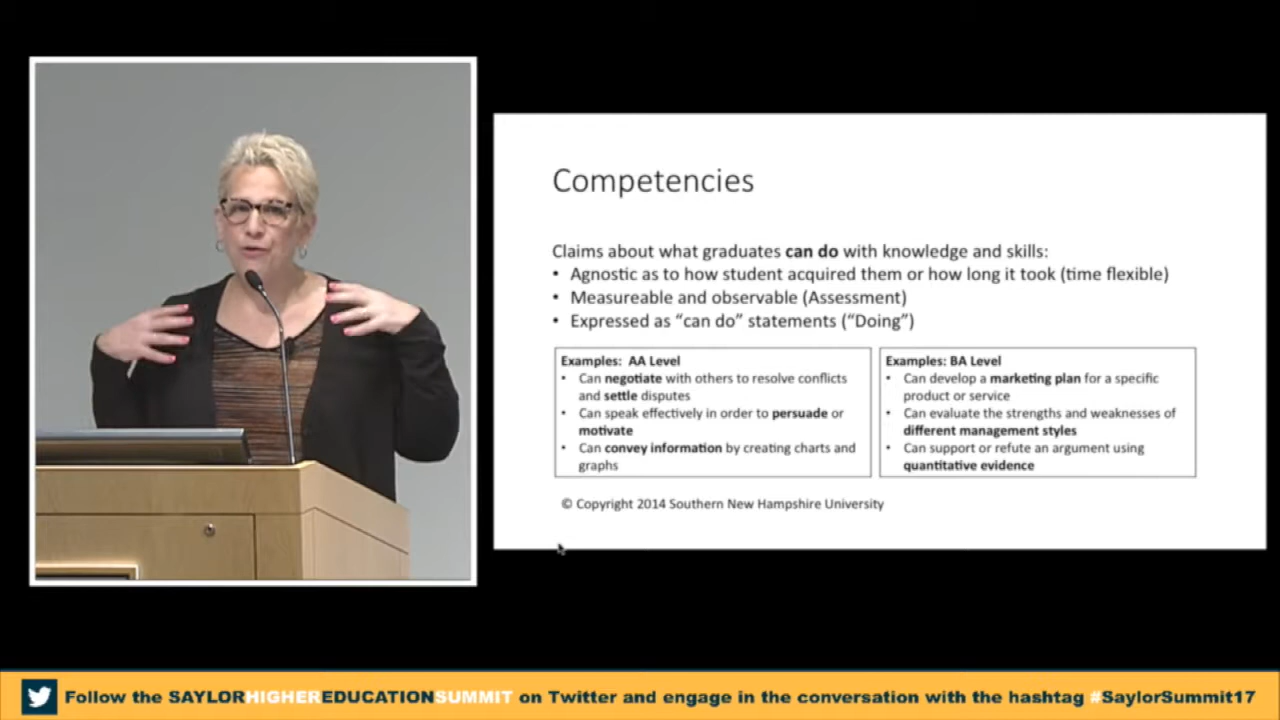 Competencies
Claims about what graduates can do with knowledge and skills:
• Agnostic as to how student acquired them or how long it took (time flexible)
• Measureable and observable (Assessment)
• Expressed as “can do” statements (“Doing”)
Examples: AA Level
• Can negotiate with others to resolve conflicts
and settle disputes
• Can speak effectively in order to persuade or
motivate
• Can convey information by creating charts and
graphs
Examples: BA Level
• Can develop a marketing plan for a specific
product or service
• Can evaluate the strengths and weaknesses of
different management styles
• Can support or refute an argument using
quantitative evidence
© Copyright 2014 Southern New Hampshire University
Follow the SAYLORHIGHEREDUCATIONSUMMIT on Twitter and engage in the conversation with the hashtag #SaylorSummit17